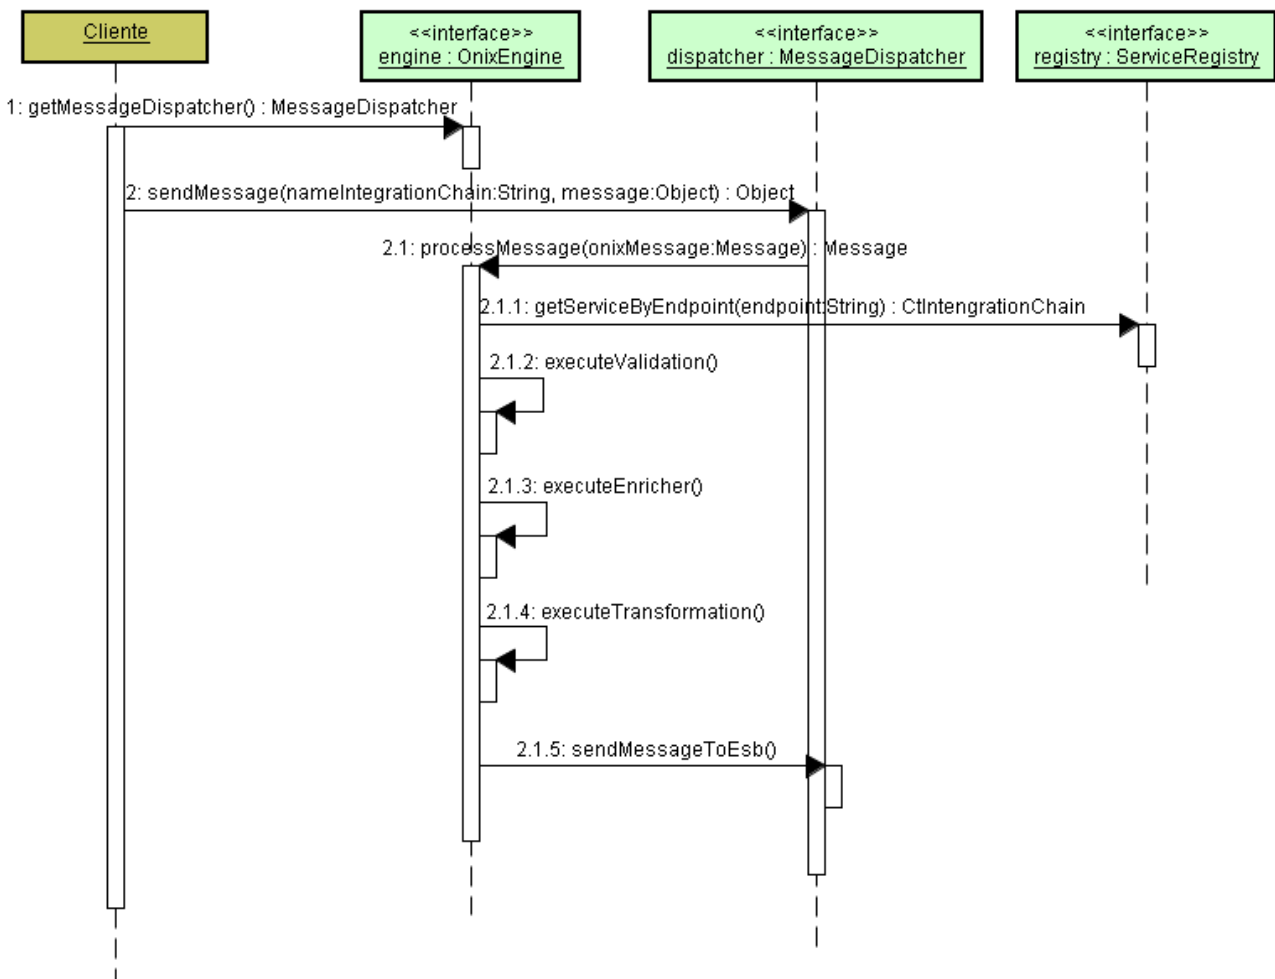 Cliente
<<interface>>
engine : OnixEngine
<<interface>>
dispatcher : MessageDispatcher
<<interface>>
registry : ServiceRegistry
1: getMessageDispatcher() : MessageDispatcher
2: sendMessage(nameIntegrationChain:String, message:Object) : Object
2.1: processMessage(onixMessage:Message) : Message
2.1.1: getServiceByEndpoint(endpoint:String) : CtIntengrationChain
2.1.2: executeValidation()
2.1.3: executeEnricher()
2.1.4: executeTransformation()
2.1.5: sendMessageToEsb()